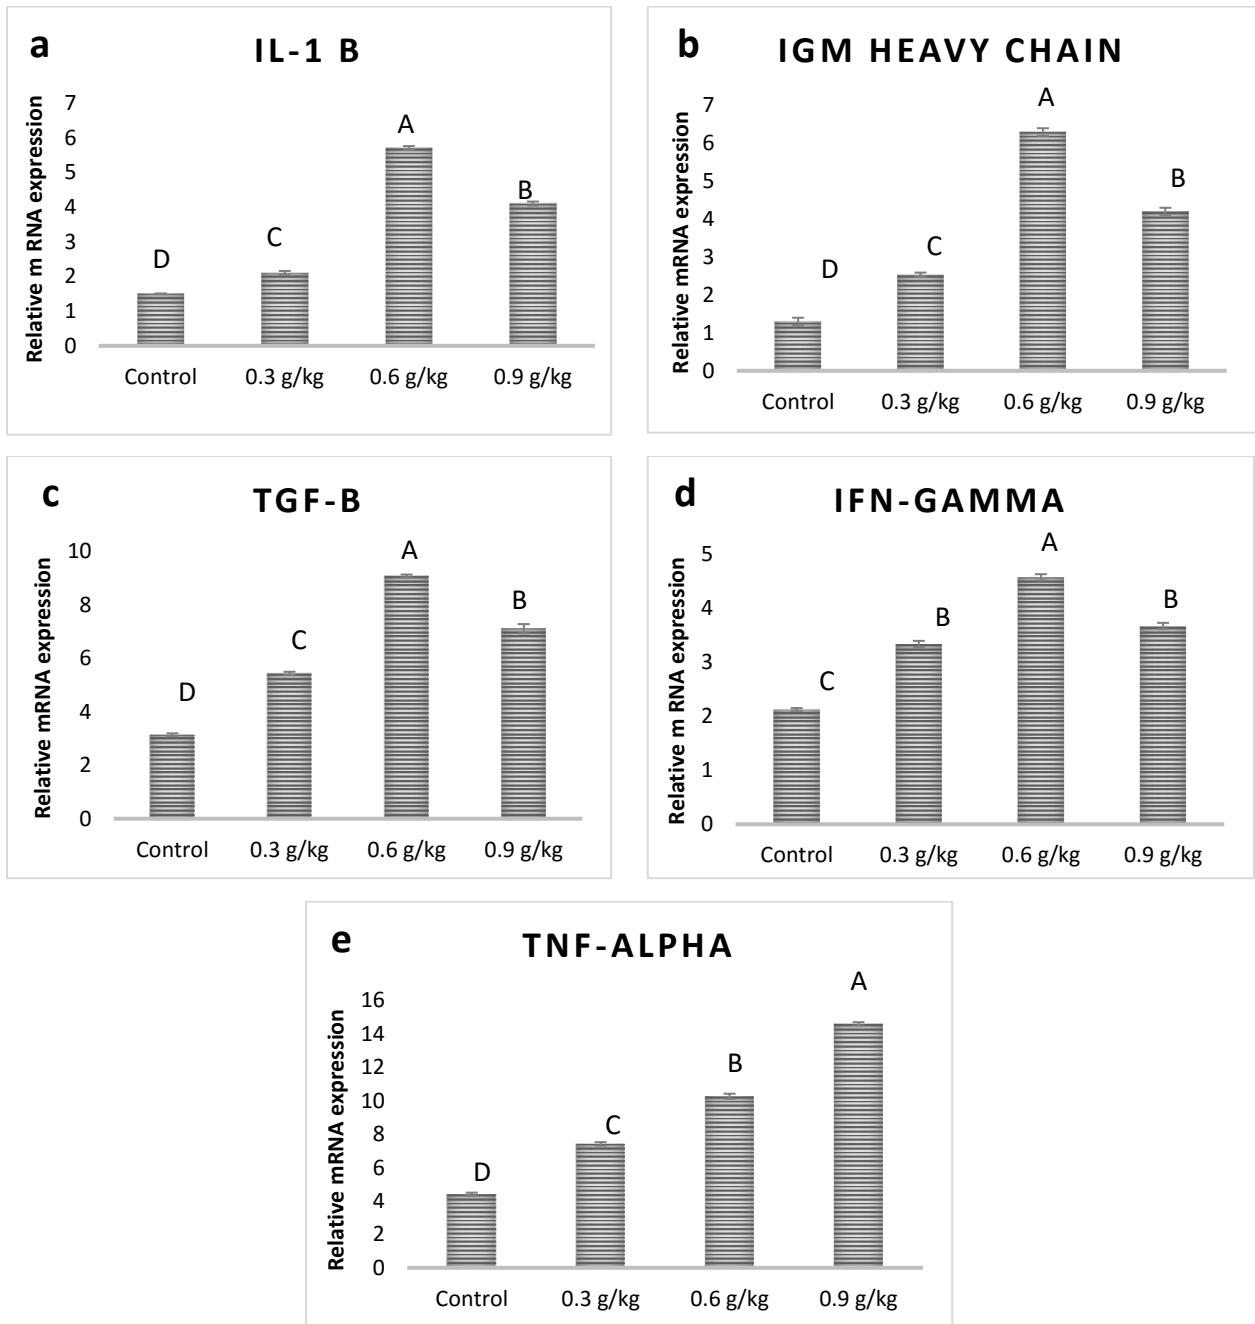 a
IL-1 B
Relative m RNA expression
7
6
5
4
3
2
1
0
D
C
A
B
Control 0.3 g/kg 0.6 g/kg 0.9 g/kg
b
IGM HEAVY CHAIN
Relative mRNA expression
7
6
5
4
3
2
1
0
D
C
A
B
Control 0.3 g/kg 0.6 g/kg 0.9 g/kg
c
TGF-B
Relative mRNA expression
10
8
6
4
2
0
D
C
A
B
Control 0.3 g/kg 0.6 g/kg 0.9 g/kg
d
IFN-GAMMA
Relative m RNA expression
5
4
3
2
1
0
C
B
A
B
Control 0.3 g/kg 0.6 g/kg 0.9 g/kg
e
TNF-ALPHA
Relative mRNA expression
16
14
12
10
8
6
4
2
0
D
C
B
A
Control 0.3 g/kg 0.6 g/kg 0.9 g/kg